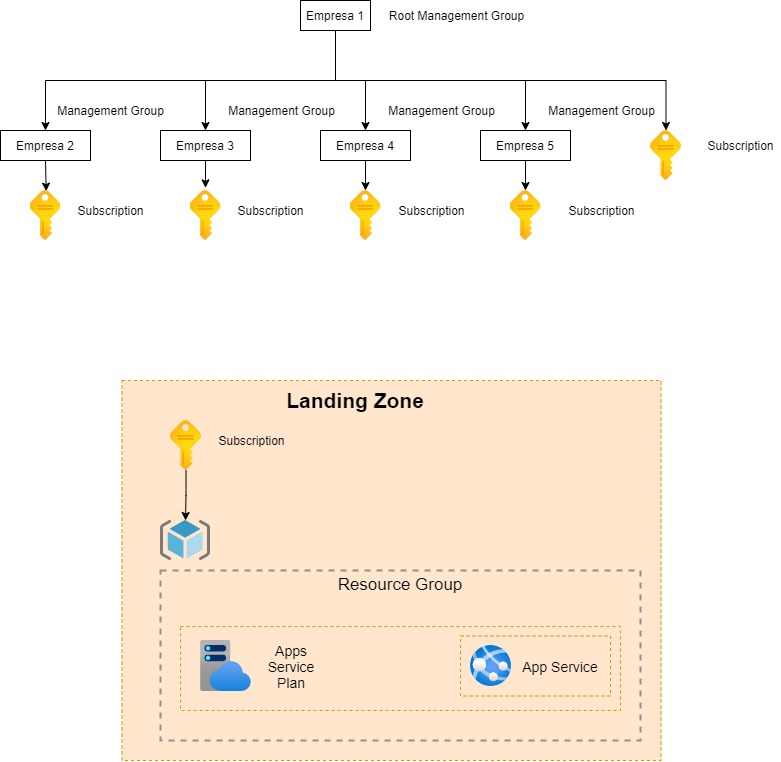 Empresa 1
Root Management Group
Management Group
Management Group
Management Group
Management Group
Empresa 2
Empresa 3
Empresa 4
Empresa 5
Subscription
Subscription
Subscription
Subscription
Subscription
Landing Zone
Subscription
Resource Group
Apps
Service
Plan
App Service